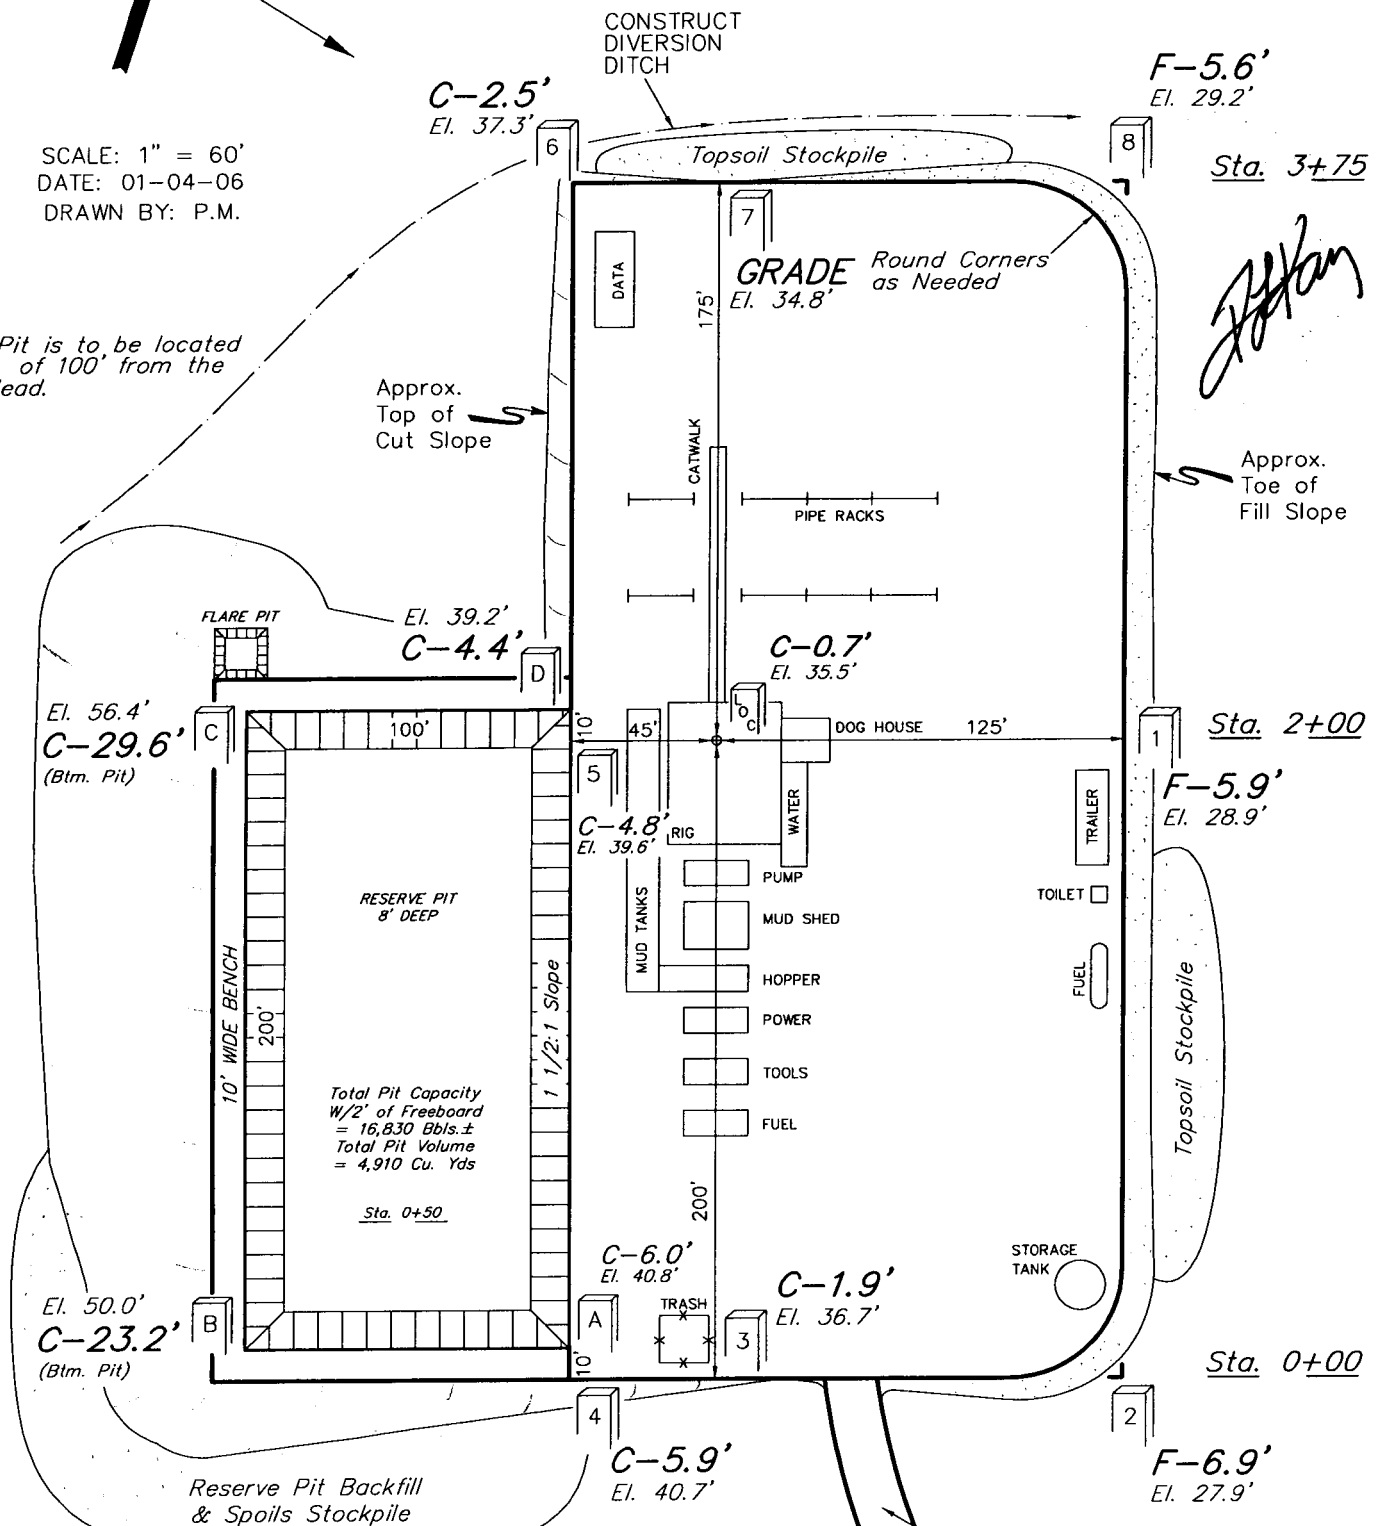 CONSTRUCT
DIVERSION
DITCH
C-2.5'
El. 37.3'
6
F-5.6'
El. 29.2'
8
SCALE: 1" = 60'
DATE: 01-04-06
DRAWN BY: P.M.
Topsoil Stockpile
Sta. 3+75
7
DATA
GRADE
El. 34.8'
Round Corners
as Needed
175'
Pit is to be located
of 100' from the
ead.
Approx.
Top of
Cut Slope
CATWALK
PIPE RACKS
Approx.
Toe of
Fill Slope
FLARE PIT
El. 39.2'
C-4.4'
D
C-0.7'
El. 35.5'
LOC
El. 56.4'
C-29.6'
(Btm. Pit)
C
100'
10'
45'
DOG HOUSE
125'
1
Sta. 2+00
5
F-5.9'
El. 28.9'
C-4.8'
El. 39.6'
RIG
WATER
TRAILER
PUMP
RESERVE PIT
8' DEEP
TOILET
MUD SHED
MUD TANKS
HOPPER
FUEL
10' WIDE BENCH
200'
1 1/2:1 Slope
POWER
Topsoil Stockpile
TOOLS
Total Pit Capacity
W/2' of Freeboard
= 16,830 Bbls.±
Total Pit Volume
= 4,910 Cu. Yds
FUEL
Sta. 0+50
200'
C-6.0'
El. 40.8'
STORAGE
TANK
El. 50.0'
C-23.2'
(Btm. Pit)
B
A
TRASH
C-1.9'
El. 36.7'
3
10'
Sta. 0+00
4
2
C-5.9'
El. 40.7'
F-6.9'
El. 27.9'
Reserve Pit Backfill
& Spoils Stockpile